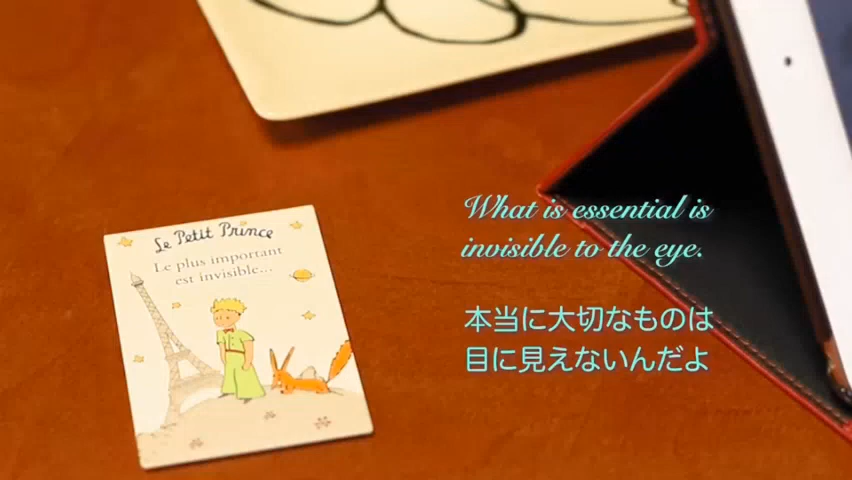 Le Petit Prince
Le plus important
est invisible...
What is essential is
invisible to the eye.
本当に大切なものは
目に見えないんだよ